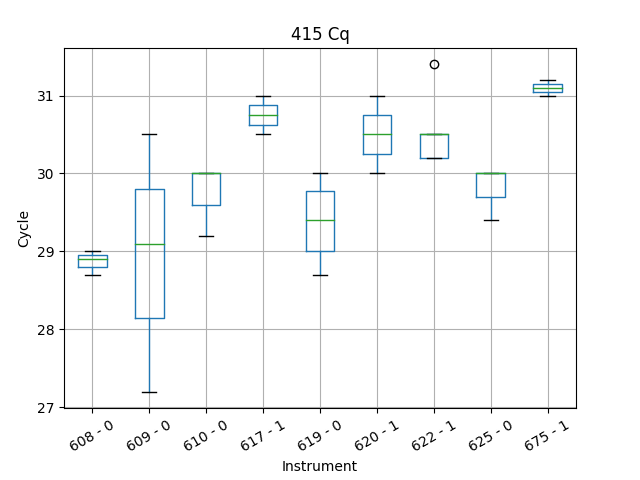 415 Cq
31
30
29
28
27
Cycle
608 - 0
609 - 0
610 - 0
617 - 1
619 - 0
620 - 1
622 - 1
625 - 0
675 - 1
Instrument